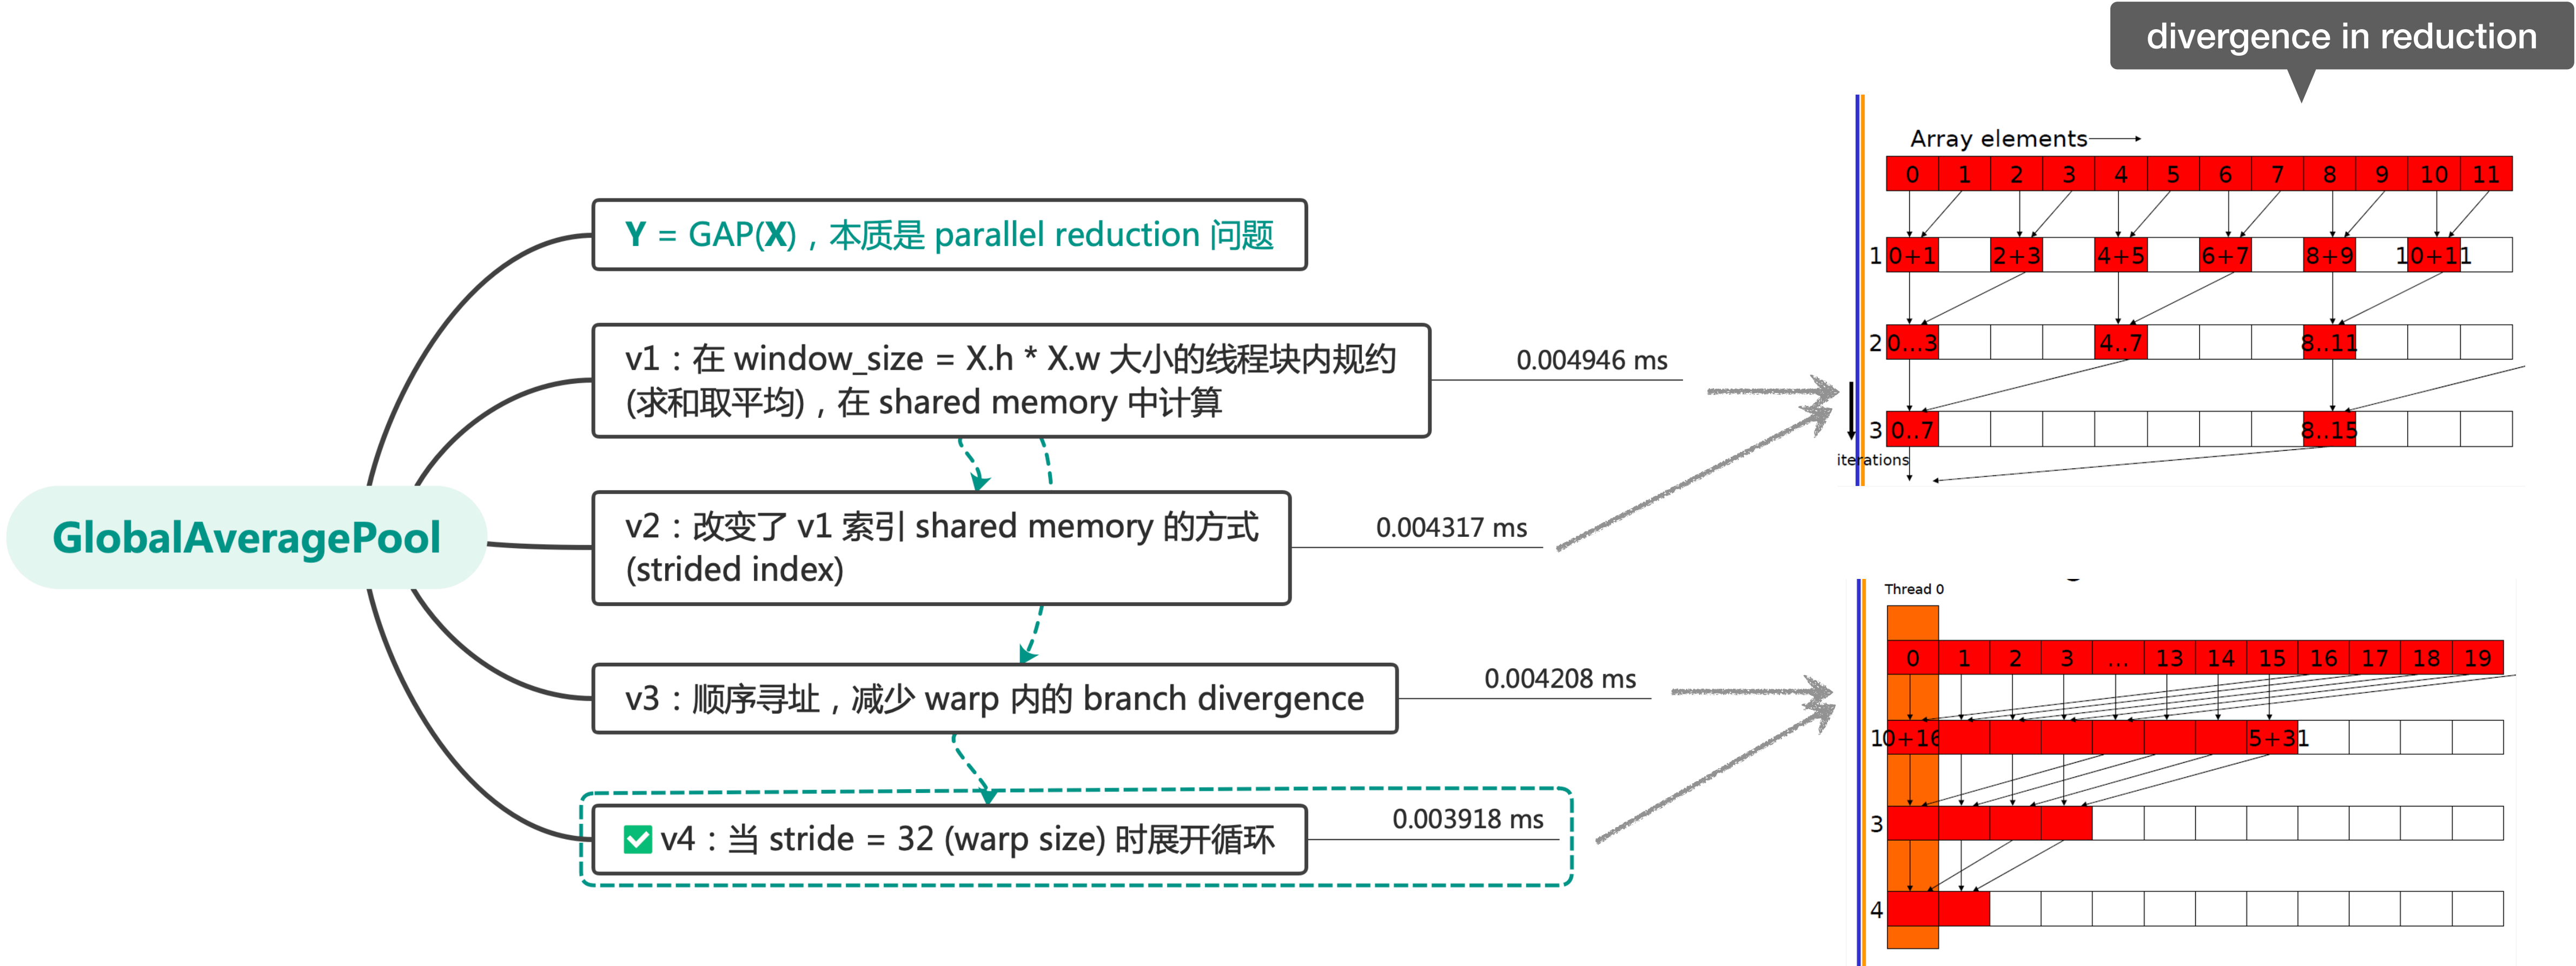 divergence in reduction
GlobalAveragePool
Y = GAP(X)，本质是 parallel reduction 问题
v1：在 window_size = X.h * X.w 大小的线程块内规约
(求和取平均)，在 shared memory 中计算
0.004946 ms
v2：改变了 v1 索引 shared memory 的方式
(strided index)
0.004317 ms
v3：顺序寻址，减少 warp 内的 branch divergence
0.004208 ms
✅ v4：当 stride = 32 (warp size) 时展开循环
0.003918 ms
Array elements
0 1 2 3 4 5 6 7 8 9 10 11
1 0+1 2+3 4+5 6+7 8+9 10+11
2 0...3 4..7 8..11
3 0..7 8..15
iterations
Thread 0
0 1 2 3 ... 13 14 15 16 17 18 19
1 0+16 5+31
3
4